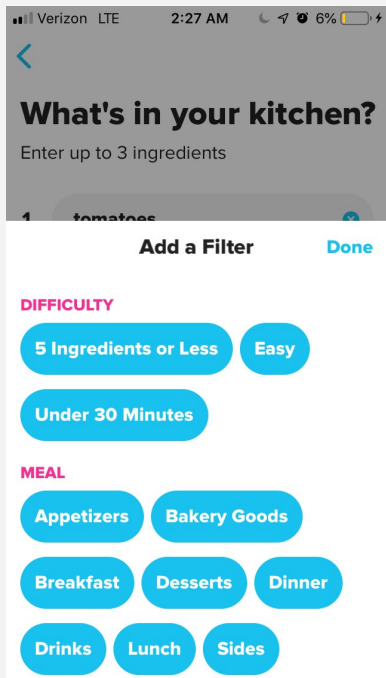 Verizon LTE 2:27 AM 6%
What's in your kitchen?
Enter up to 3 ingredients
1 tomatoes
Add a Filter Done
DIFFICULTY
5 Ingredients or Less Easy
Under 30 Minutes
MEAL
Appetizers Bakery Goods
Breakfast Desserts Dinner
Drinks Lunch Sides